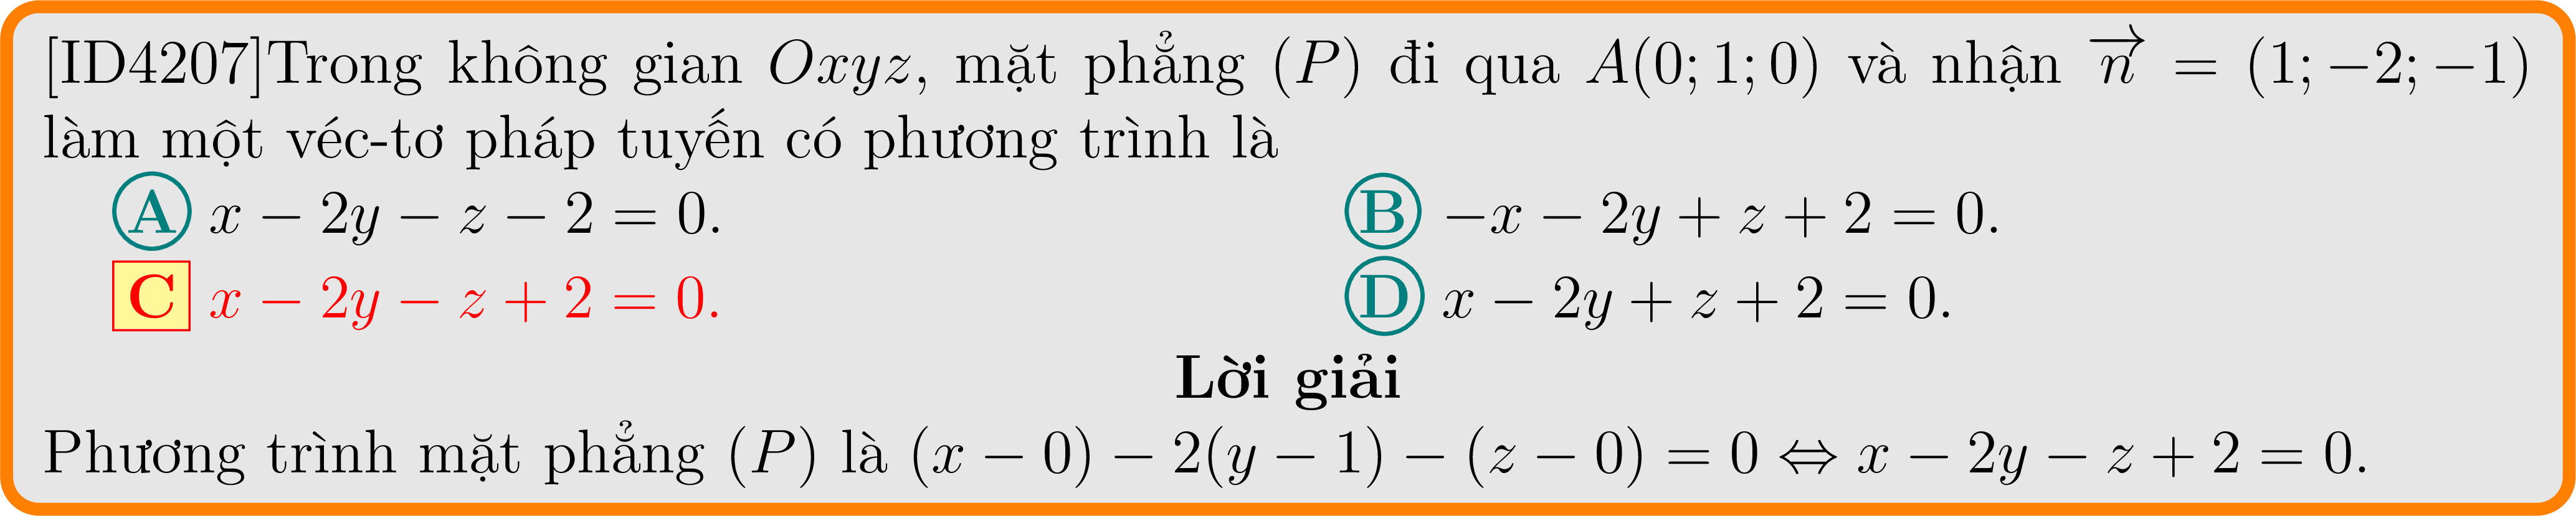 [ID4207]Trong không gian Oxyz, mặt phẳng (P) đi qua A(0; 1; 0) và nhận \overrightarrow{n} = (1; −2; −1)
làm một véc-tơ pháp tuyến có phương trình là
A x − 2y − z − 2 = 0. B −x − 2y + z + 2 = 0.
C x − 2y − z + 2 = 0. D x − 2y + z + 2 = 0.
Lời giải
Phương trình mặt phẳng (P) là (x − 0) − 2(y − 1) − (z − 0) = 0 ⇔ x − 2y − z + 2 = 0.